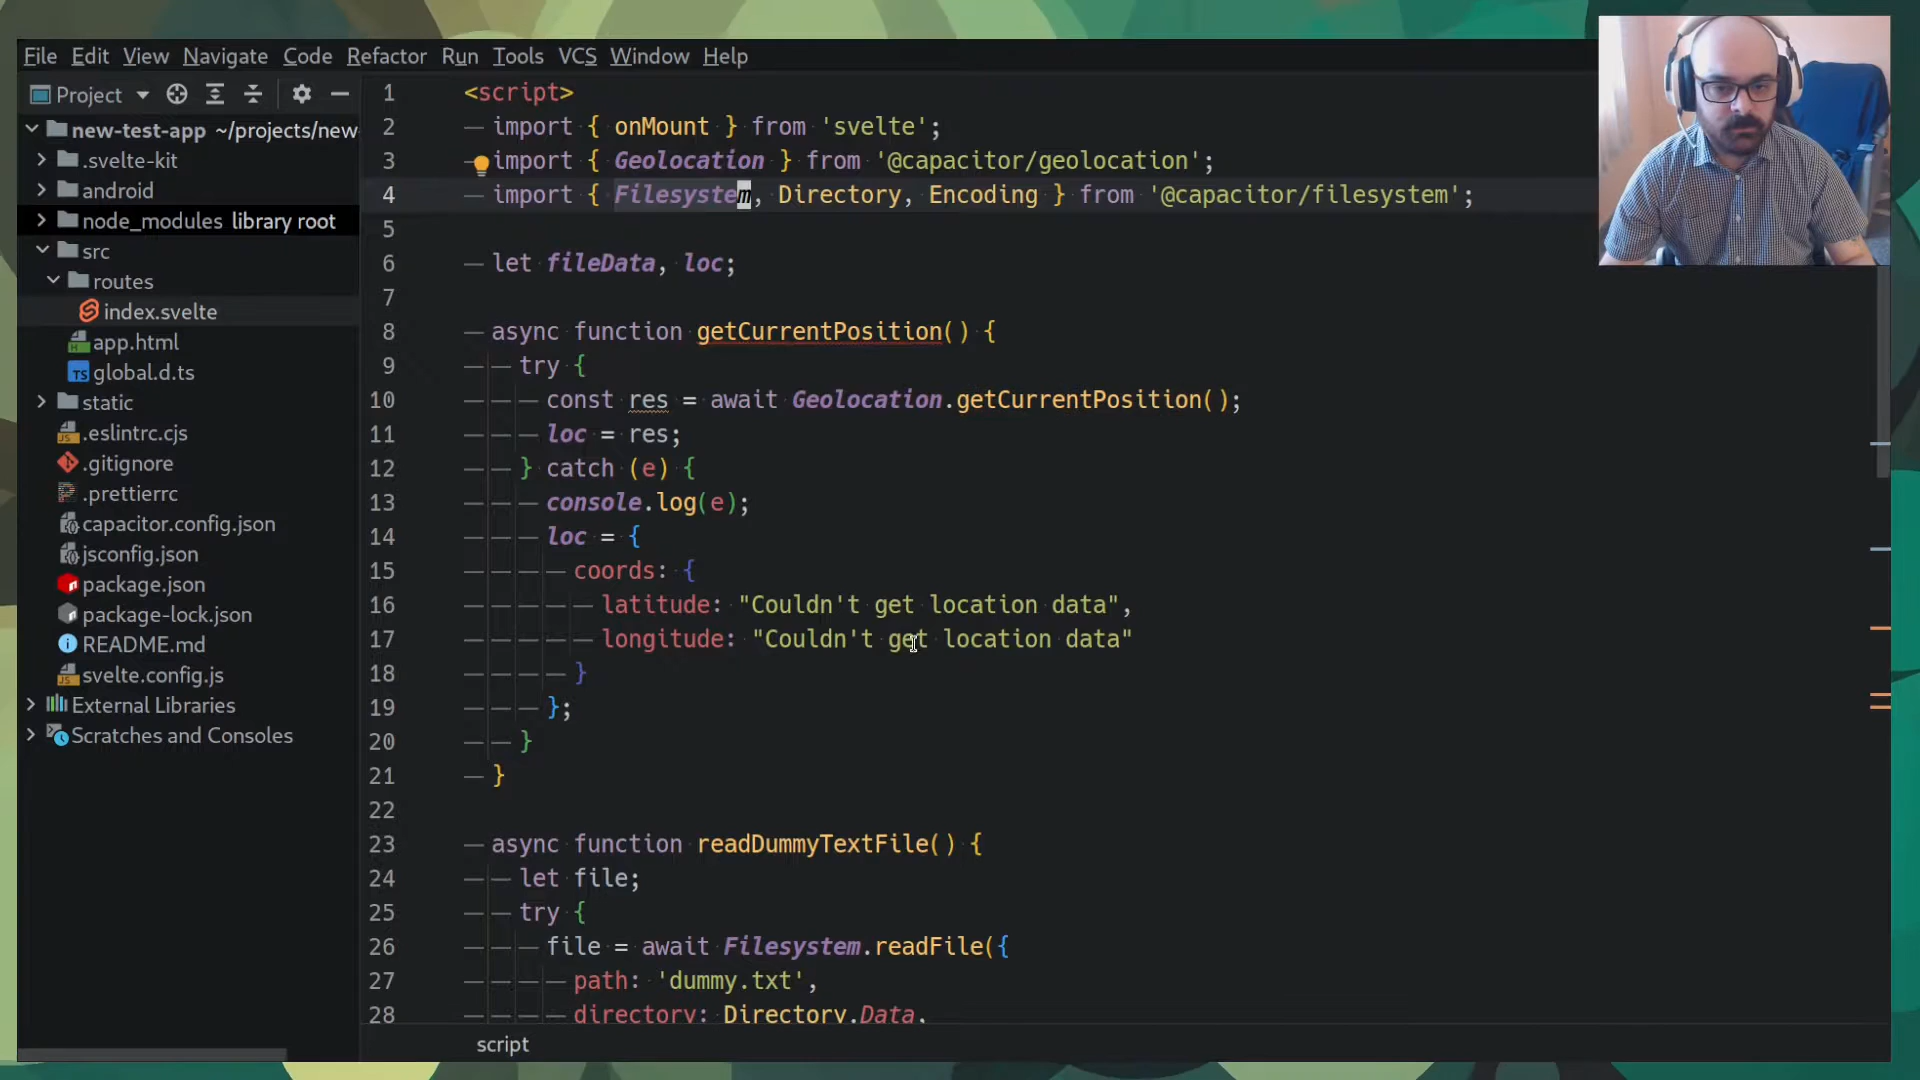 File Edit View Navigate Code Refactor Run Tools VCS Window Help
Project
new-test-app ~/projects/new
.svelte-kit
android
node_modules library root
src
routes
index.svelte
app.html
global.d.ts
static
.eslintrc.cjs
.gitignore
.prettierrc
capacitor.config.json
jsconfig.json
package.json
package-lock.json
README.md
svelte.config.js
External Libraries
Scratches and Consoles
1 <script>
2 import { onMount } from 'svelte';
3 import { Geolocation } from '@capacitor/geolocation';
4 import { Filesystem, Directory, Encoding } from '@capacitor/filesystem';
5
6 let fileData, loc;
7
8 async function getCurrentPosition() {
9 try {
10 const res = await Geolocation.getCurrentPosition();
11 loc = res;
12 } catch (e) {
13 console.log(e);
14 loc = {
15 coords: {
16 latitude: "Couldn't get location data",
17 longitude: "Couldn't get location data"
18 }
19 };
20 }
21 }
22
23 async function readDummyTextFile() {
24 let file;
25 try {
26 file = await Filesystem.readFile({
27 path: 'dummy.txt',
28 directory: Directory.Data,
script